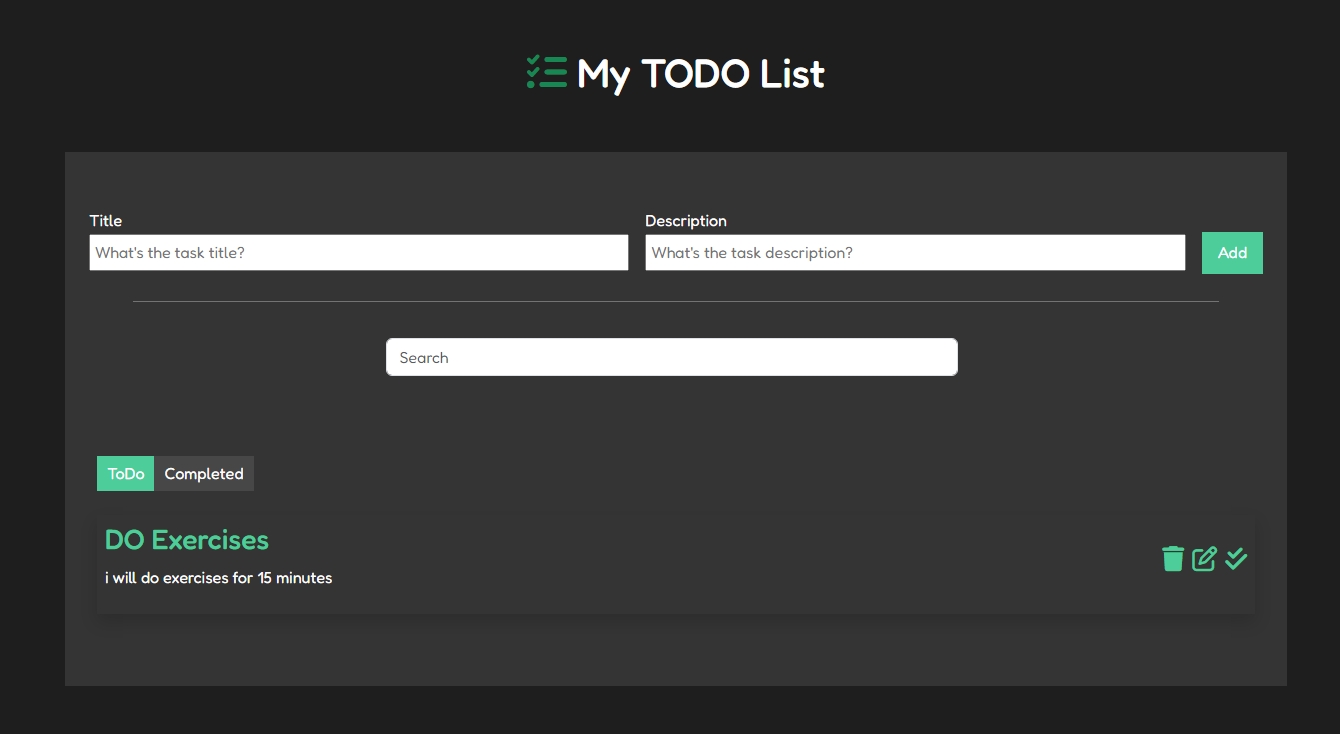 My TODO List
Title
Description
What's the task title?
What's the task description?
Add
Search
ToDo
Completed
DO Exercises
i will do exercises for 15 minutes